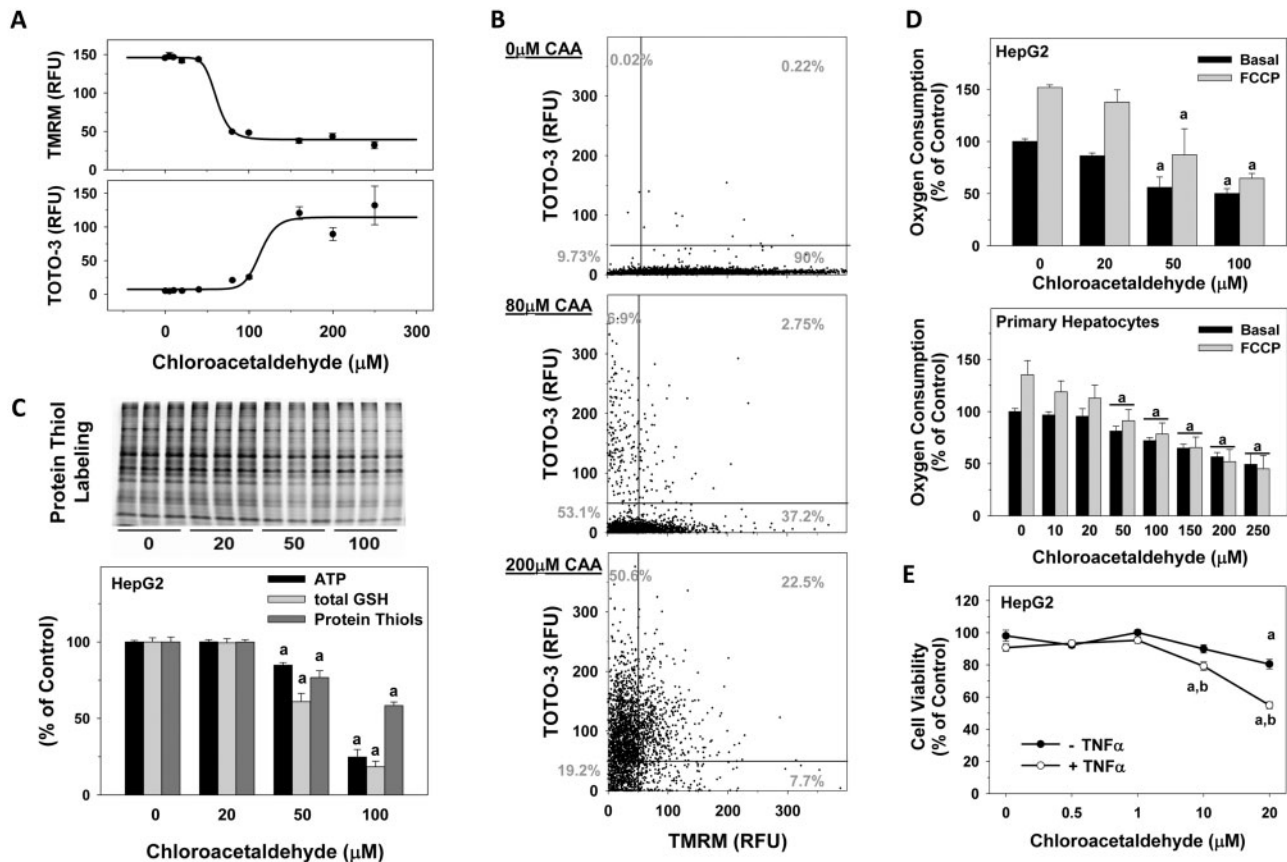 A
TMRM (RFU)
150
100
50
0
TOTO-3 (RFU)
150
100
50
0
0 100 200 300
Chloroacetaldehyde (μM)
B
0μM CAA
0.02%
0.22%
TOTO-3 (RFU)
300
200
100
0
9.73%
90%
80μM CAA
6.9%
2.75%
TOTO-3 (RFU)
300
200
100
0
53.1%
37.2%
200μM CAA
50.6%
22.5%
TOTO-3 (RFU)
300
200
100
0
19.2%
7.7%
0 100 200 300
TMRM (RFU)
C
Protein Thiol
Labeling
0 20 50 100
HepG2
ATP
total GSH
Protein Thiols
(% of Control)
100
50
0
a a a a a a
0 20 50 100
Chloroacetaldehyde (μM)
D
HepG2
Basal
FCCP
Oxygen Consumption
(% of Control)
150
100
50
0
a a a a
0 20 50 100
Chloroacetaldehyde (μM)
Primary Hepatocytes
Basal
FCCP
Oxygen Consumption
(% of Control)
150
100
50
0
a a a a a
0 10 20 50 100 150 200 250
Chloroacetaldehyde (μM)
E
HepG2
Cell Viability
(% of Control)
120
100
80
60
40
20
0
a
a,b
a,b
- TNFα
+ TNFα
0 0.5 1 10 20
Chloroacetaldehyde (μM)